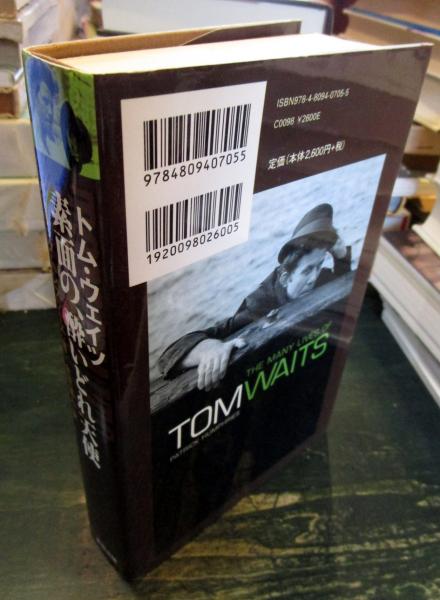 トム・ウェイツ
素面の、酔いどれ天使
ISBN978-4-8094-0705-5
C0098 ¥2600E
定価(本体2,600円+税)
9784809407055
1920098026005
THE MANY LIVES OF
TOM WAITS
PATRICK HUMPHRIES